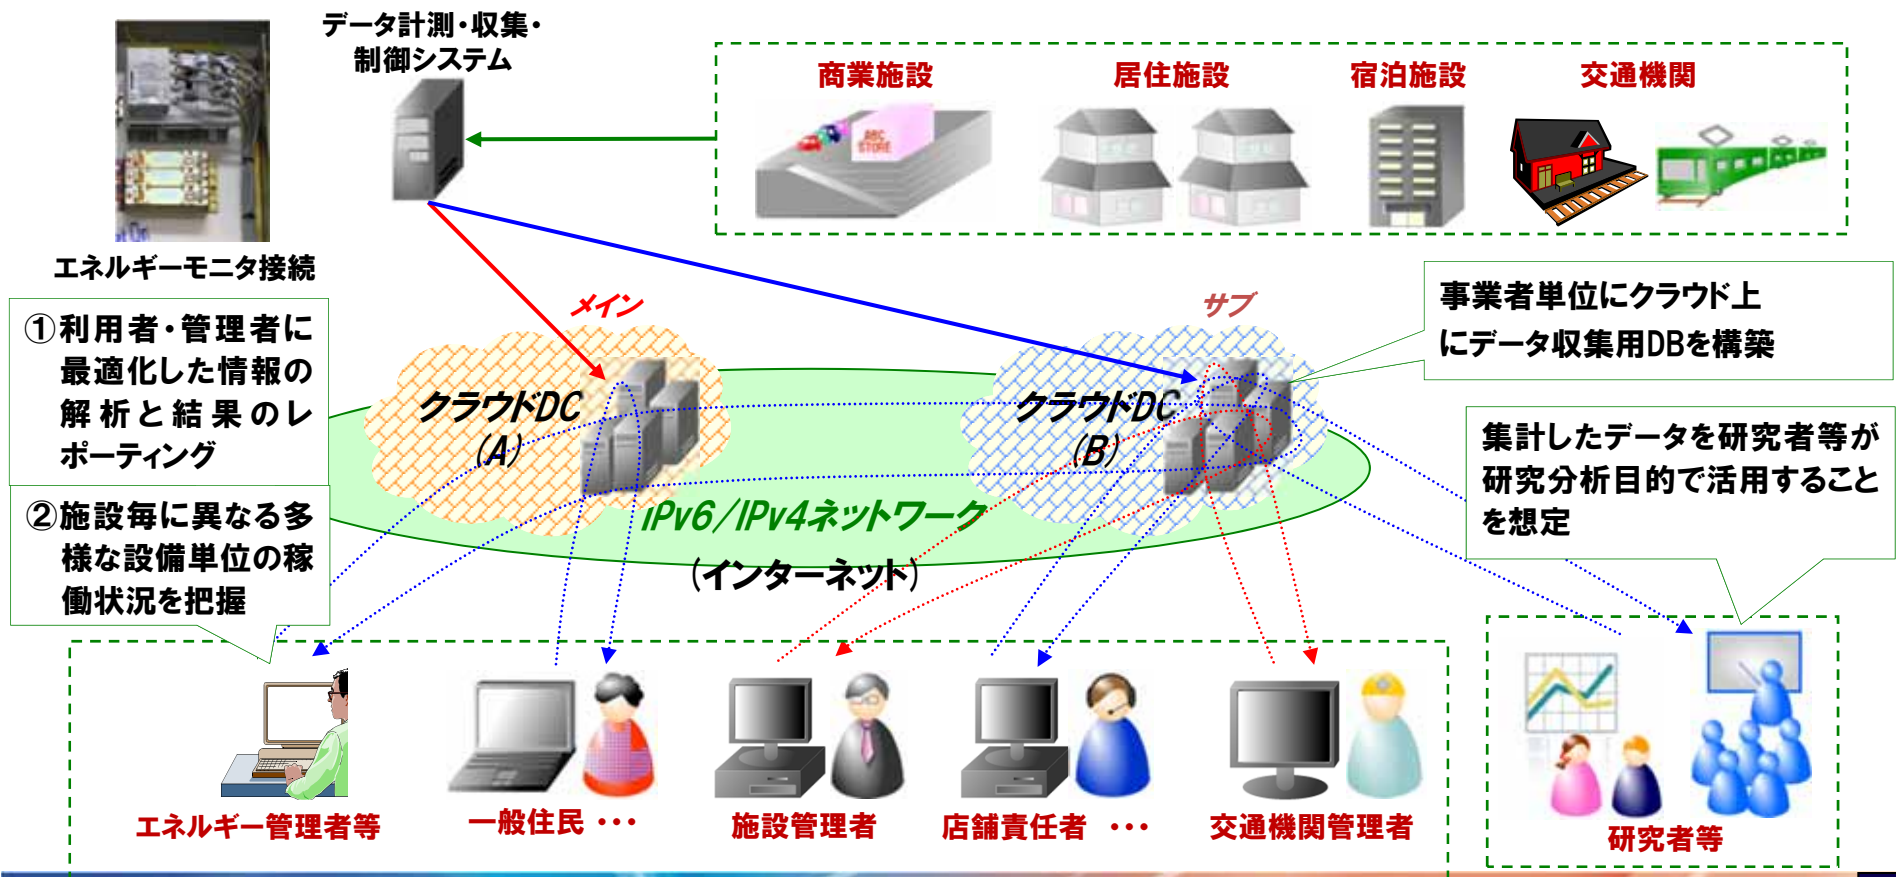 データ計測・収集・
制御システム
商業施設
居住施設
宿泊施設
交通機関
ABC
STORE
エネルギーモニタ接続
①利用者・管理者に
最適化した情報の
解析と結果のレ
ポーティング
②施設毎に異なる多
様な設備単位の稼
働状況を把握
メイン
サブ
クラウドDC
(A)
クラウドDC
(B)
事業者単位にクラウド上
にデータ収集用DBを構築
集計したデータを研究者等が
研究分析目的で活用すること
を想定
IPv6/IPv4ネットワーク
(インターネット)
エネルギー管理者等
一般住民 ・・・
施設管理者
店舗責任者 ・・・
交通機関管理者
研究者等